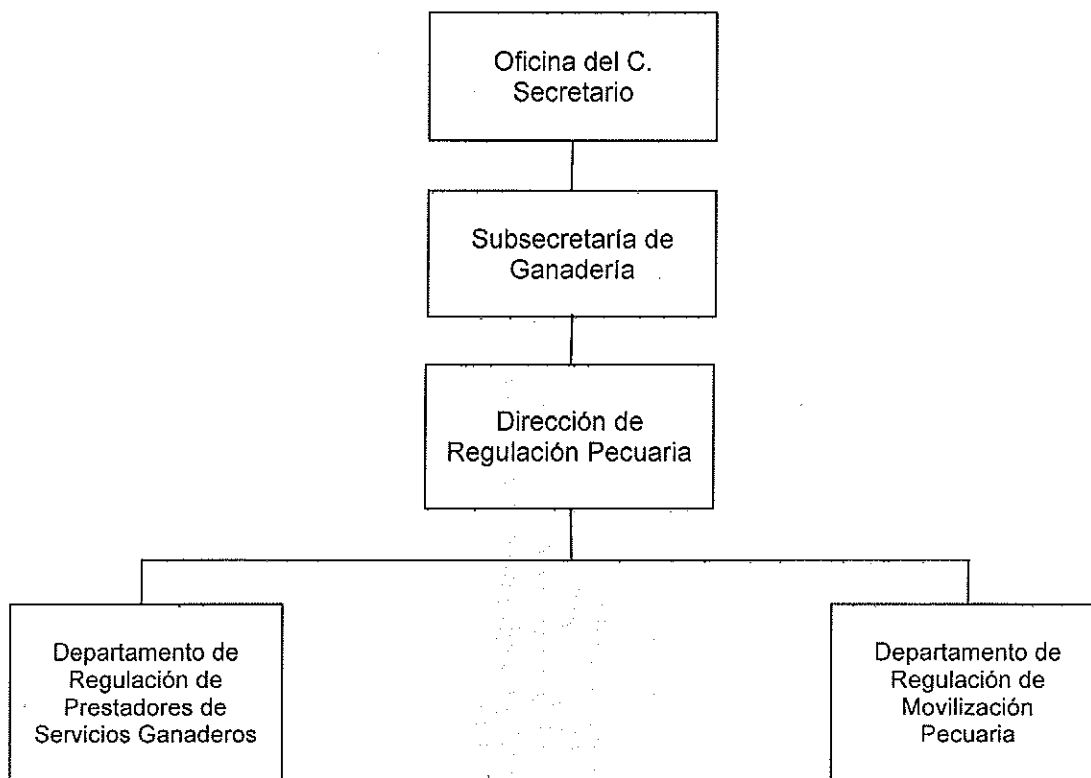 Oficina del C.
Secretario
Subsecretaría de
Ganadería
Dirección de
Regulación Pecuaria
Departamento de
Regulación de
Prestadores de
Servicios Ganaderos
Departamento de
Regulación de
Movilización
Pecuaria